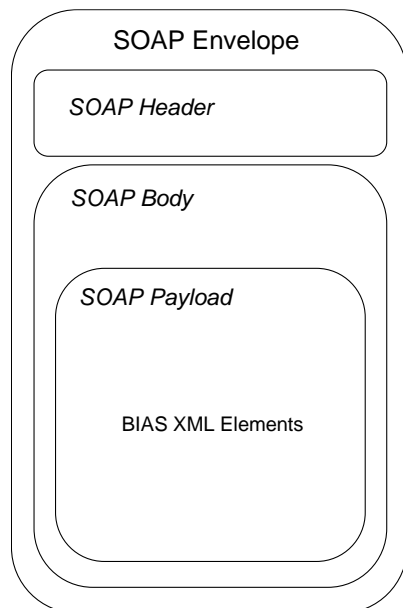 SOAP Envelope
SOAP Header
SOAP Body
SOAP Payload
BIAS XML Elements